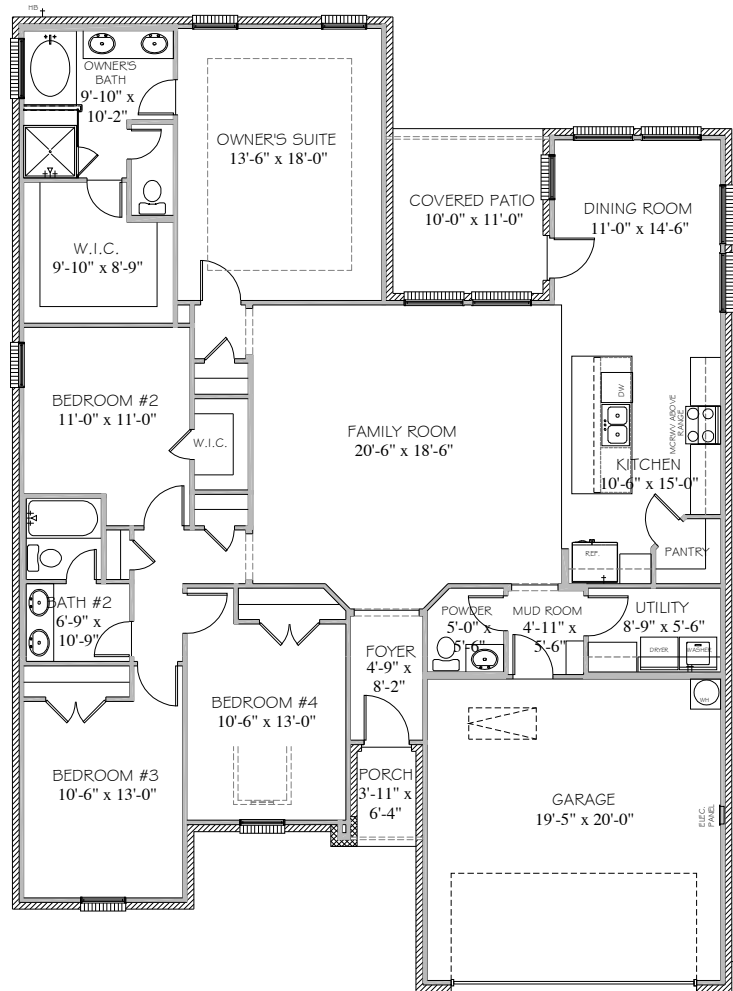 HB
OWNER'S
BATH
9'-10" x
10'-2"
OWNER'S SUITE
13'-6" x 18'-0"
COVERED PATIO
10'-0" x 11'-0"
DINING ROOM
11'-0" x 14'-6"
W.I.C.
9'-10" x 8'-9"
BEDROOM #2
11'-0" x 11'-0"
W.I.C.
FAMILY ROOM
20'-6" x 18'-6"
DW
MCRWV ABOVE
RANGE
KITCHEN
10'-6" x 15'-0"
REF.
PANTRY
BATH #2
6'-9" x
10'-9"
POWDER
5'-0" x
5'-6"
MUD ROOM
4'-11" x
5'-6"
UTILITY
8'-9" x 5'-6"
DRYER
WASHER
FOYER
4'-9" x
8'-2"
WH
BEDROOM #4
10'-6" x 13'-0"
BEDROOM #3
10'-6" x 13'-0"
PORCH
3'-11" x
6'-4"
GARAGE
19'-5" x 20'-0"
ELEC.
PANEL